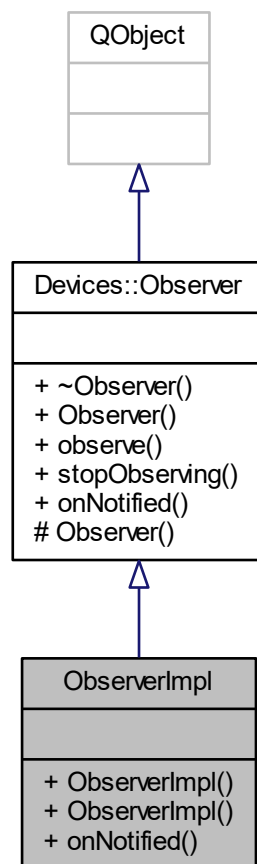 QObject
Devices::Observer
+ ~Observer()
+ Observer()
+ observe()
+ stopObserving()
+ onNotified()
# Observer()
ObserverImpl
+ ObserverImpl()
+ ObserverImpl()
+ onNotified()